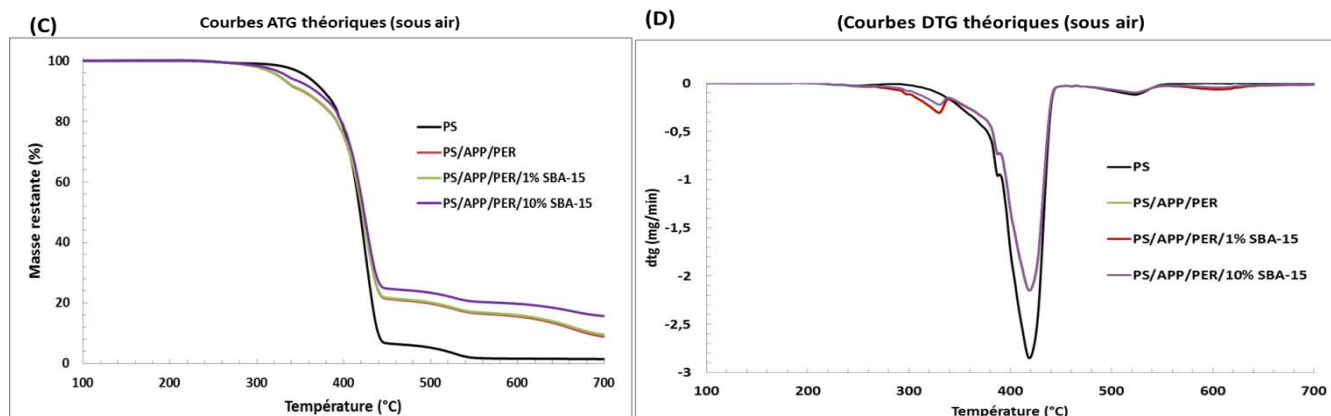 (C)
Courbes ATG théoriques (sous air)
Masse restante (%)
100
80
60
40
20
0
PS
PS/APP/PER
PS/APP/PER/1% SBA-15
PS/APP/PER/10% SBA-15
100 200 300 400 500 600 700
Température (°C)
(D)
(Courbes DTG théoriques (sous air)
dtg (mg/min)
0
-0,5
-1
-1,5
-2
-2,5
-3
PS
PS/APP/PER
PS/APP/PER/1% SBA-15
PS/APP/PER/10% SBA-15
100 200 300 400 500 600 700
Température (°C)